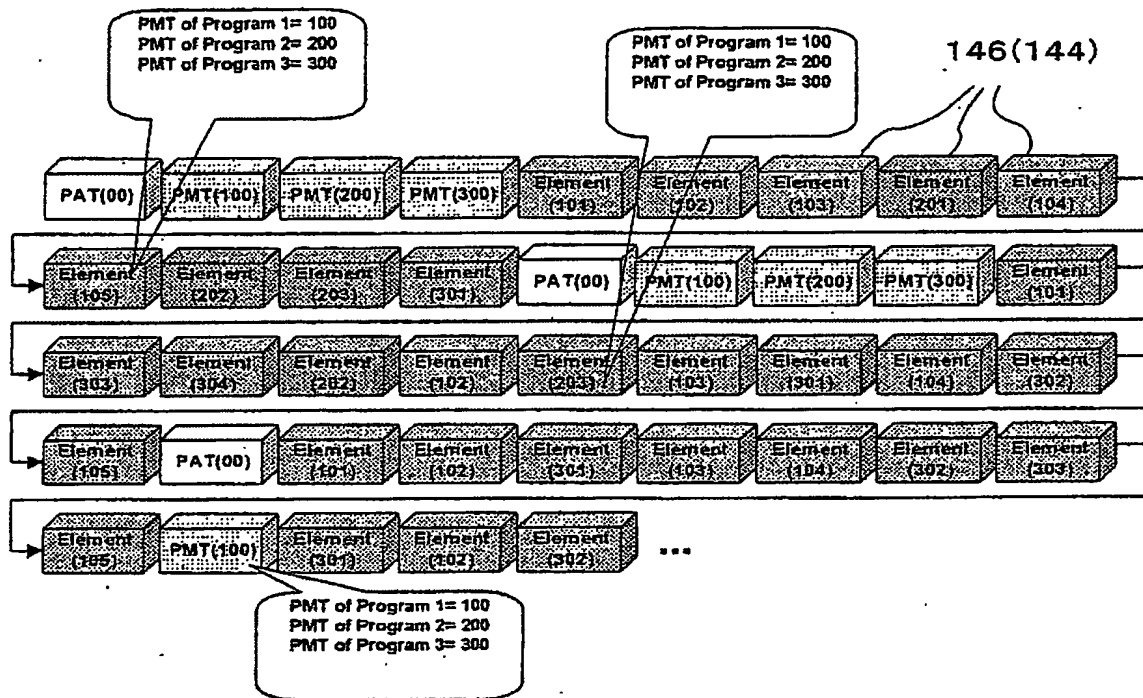 PMT of Program 1= 100
PMT of Program 2= 200
PMT of Program 3= 300
PMT of Program 1= 100
PMT of Program 2= 200
PMT of Program 3= 300
146(144)
PAT(00)
PMT(100)
PMT(200)
PMT(300)
Element
(101)
Element
(102)
Element
(103)
Element
(201)
Element
(104)
Element
(105)
Element
(202)
Element
(203)
Element
(301)
PAT(00)
PMT(100)
PMT(200)
PMT(300)
Element
(101)
Element
(303)
Element
(304)
Element
(202)
Element
(102)
Element
(203)
Element
(103)
Element
(301)
Element
(104)
Element
(302)
Element
(105)
PAT(00)
Element
(101)
Element
(102)
Element
(301)
Element
(103)
Element
(104)
Element
(302)
Element
(303)
Element
(105)
PMT(100)
Element
(301)
Element
(102)
Element
(302)
...
PMT of Program 1= 100
PMT of Program 2= 200
PMT of Program 3= 300